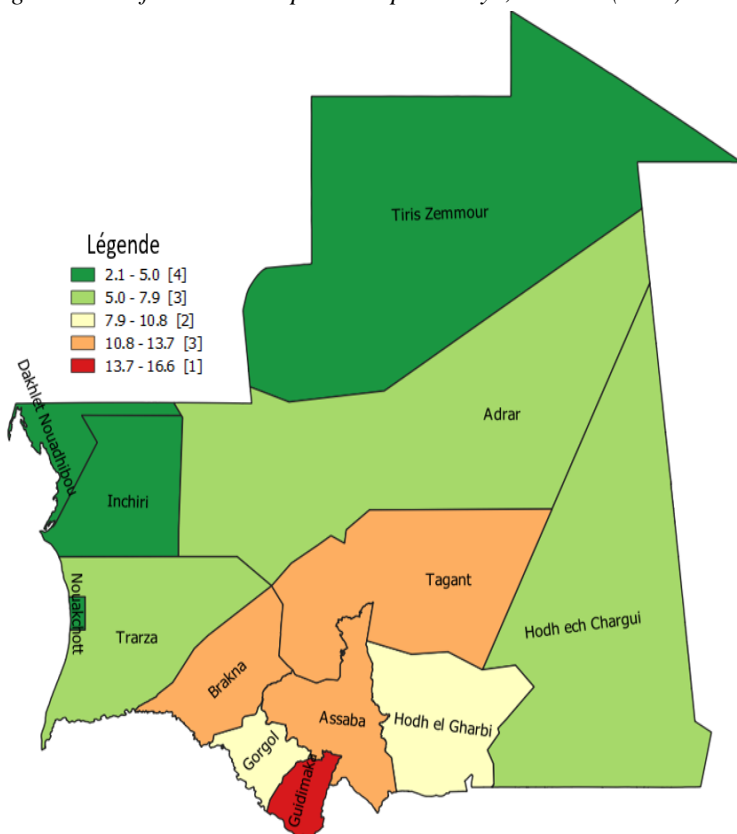 Légende
2.1 - 5.0 [4]
5.0 - 7.9 [3]
7.9 - 10.8 [2]
10.8 - 13.7 [3]
13.7 - 16.6 [1]
Tiris Zemmour
Adrar
Dakhlet Nouadhibou
Inchiri
Nouakchott
Trarza
Tagant
Hodh ech Chargui
Brakna
Assaba
Hodh el Gharbi
Gorgol
Guidimaka